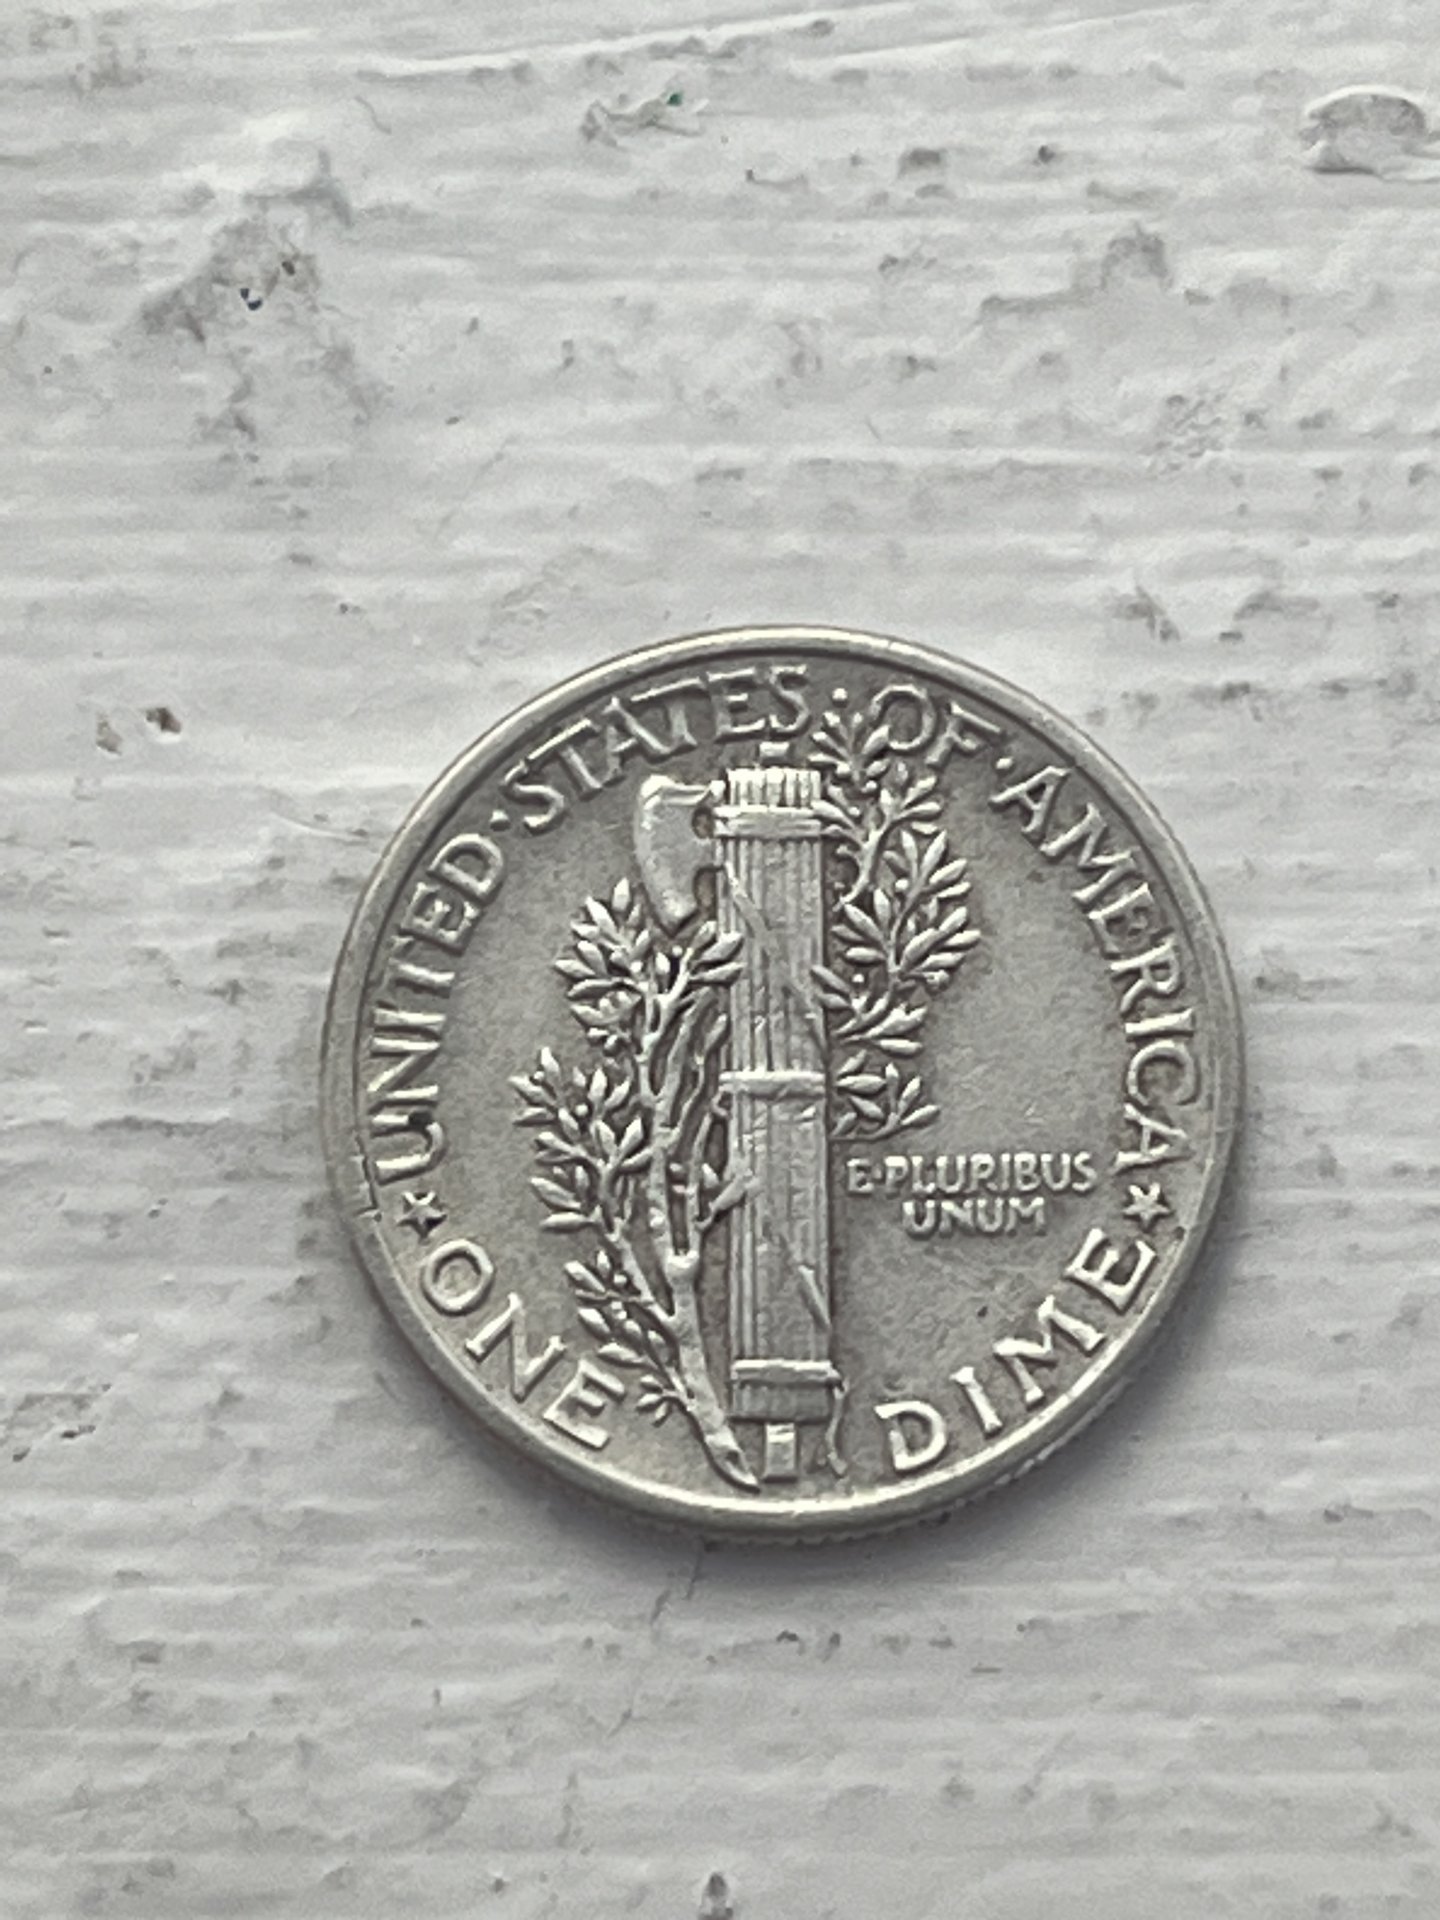 UNITED·STATES·OF·AMERICA
E·PLURIBUS
UNUM
ONE DIME